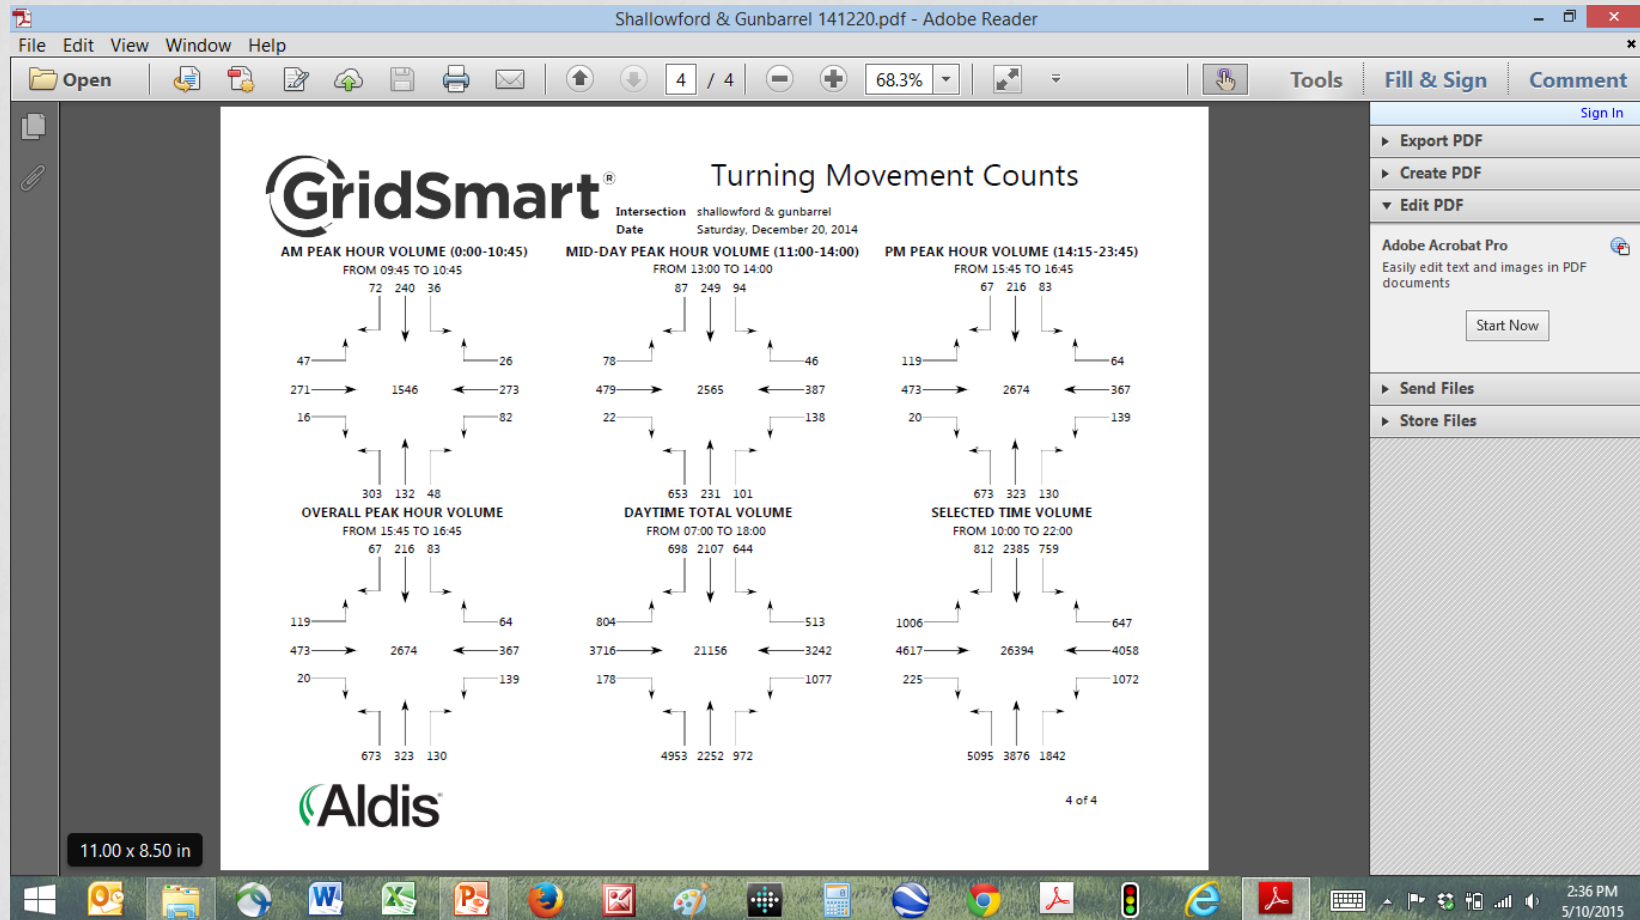 Shallowford & Gunbarrel 141220.pdf - Adobe Reader
File Edit View Window Help
Open 4 / 4 68.3% Tools Fill & Sign Comment
Sign In
Export PDF
Create PDF
Edit PDF
Adobe Acrobat Pro
Easily edit text and images in PDF
documents
Start Now
Send Files
Store Files
GridSmart®
Turning Movement Counts
Intersection shallowford & gunbarrel
Date Saturday, December 20, 2014
AM PEAK HOUR VOLUME (0:00-10:45)
FROM 09:45 TO 10:45
72 240 36
47 26
271 1546 273
16 82
303 132 48
MID-DAY PEAK HOUR VOLUME (11:00-14:00)
FROM 13:00 TO 14:00
87 249 94
78 46
479 2565 387
22 138
653 231 101
PM PEAK HOUR VOLUME (14:15-23:45)
FROM 15:45 TO 16:45
67 216 83
119 64
473 2674 367
20 139
673 323 130
OVERALL PEAK HOUR VOLUME
FROM 15:45 TO 16:45
67 216 83
119 64
473 2674 367
20 139
673 323 130
DAYTIME TOTAL VOLUME
FROM 07:00 TO 18:00
698 2107 644
804 513
3716 21156 3242
178 1077
4953 2252 972
SELECTED TIME VOLUME
FROM 10:00 TO 22:00
812 2385 759
1006 647
4617 26394 4058
225 1072
5095 3876 1842
Aldis
4 of 4
11.00 x 8.50 in
2:36 PM
5/10/2015